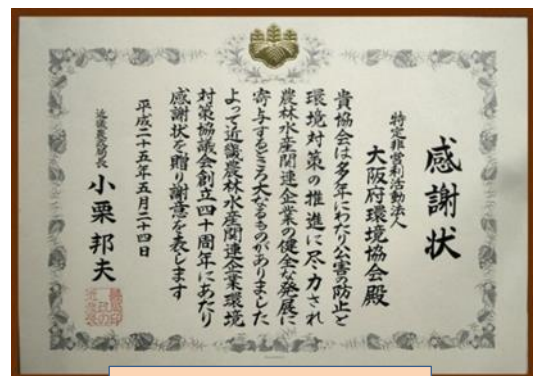 感謝状
特定非営利活動法人
大阪府環境協会殿
貴協会は多年にわたり公害の防止と
環境対策の推進に尽力され
農林水産関連企業の健全な発展に
寄与するところ大なるものがありました
よって近畿農林水産関連企業環境
対策協議会創立四十周年にあたり
感謝状を贈り謝意を表します
平成二十五年五月二十四日
近畿農政局長
小栗邦夫